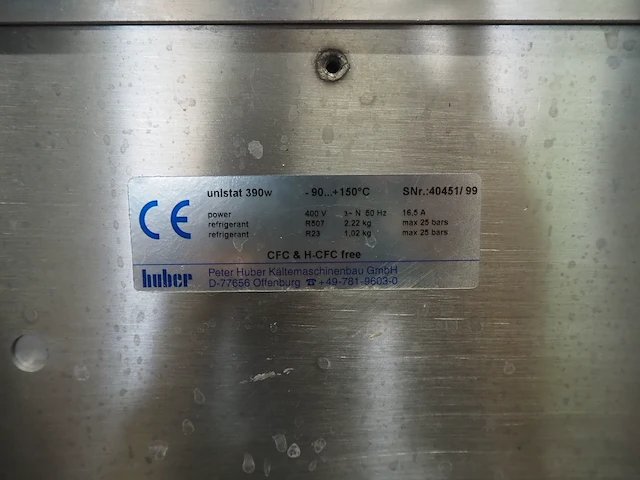 unistat 390w - 90...+150°C SNr.:40451/ 99
CE
power 400 V 3~ N 50 Hz 16,5 A
refrigerant R507 2.22 kg max 25 bars
refrigerant R23 1,02 kg max 25 bars
CFC & H-CFC free
huber
Peter Huber Kältemaschinenbau GmbH
D-77656 Offenburg ☎ +49-781-9603-0